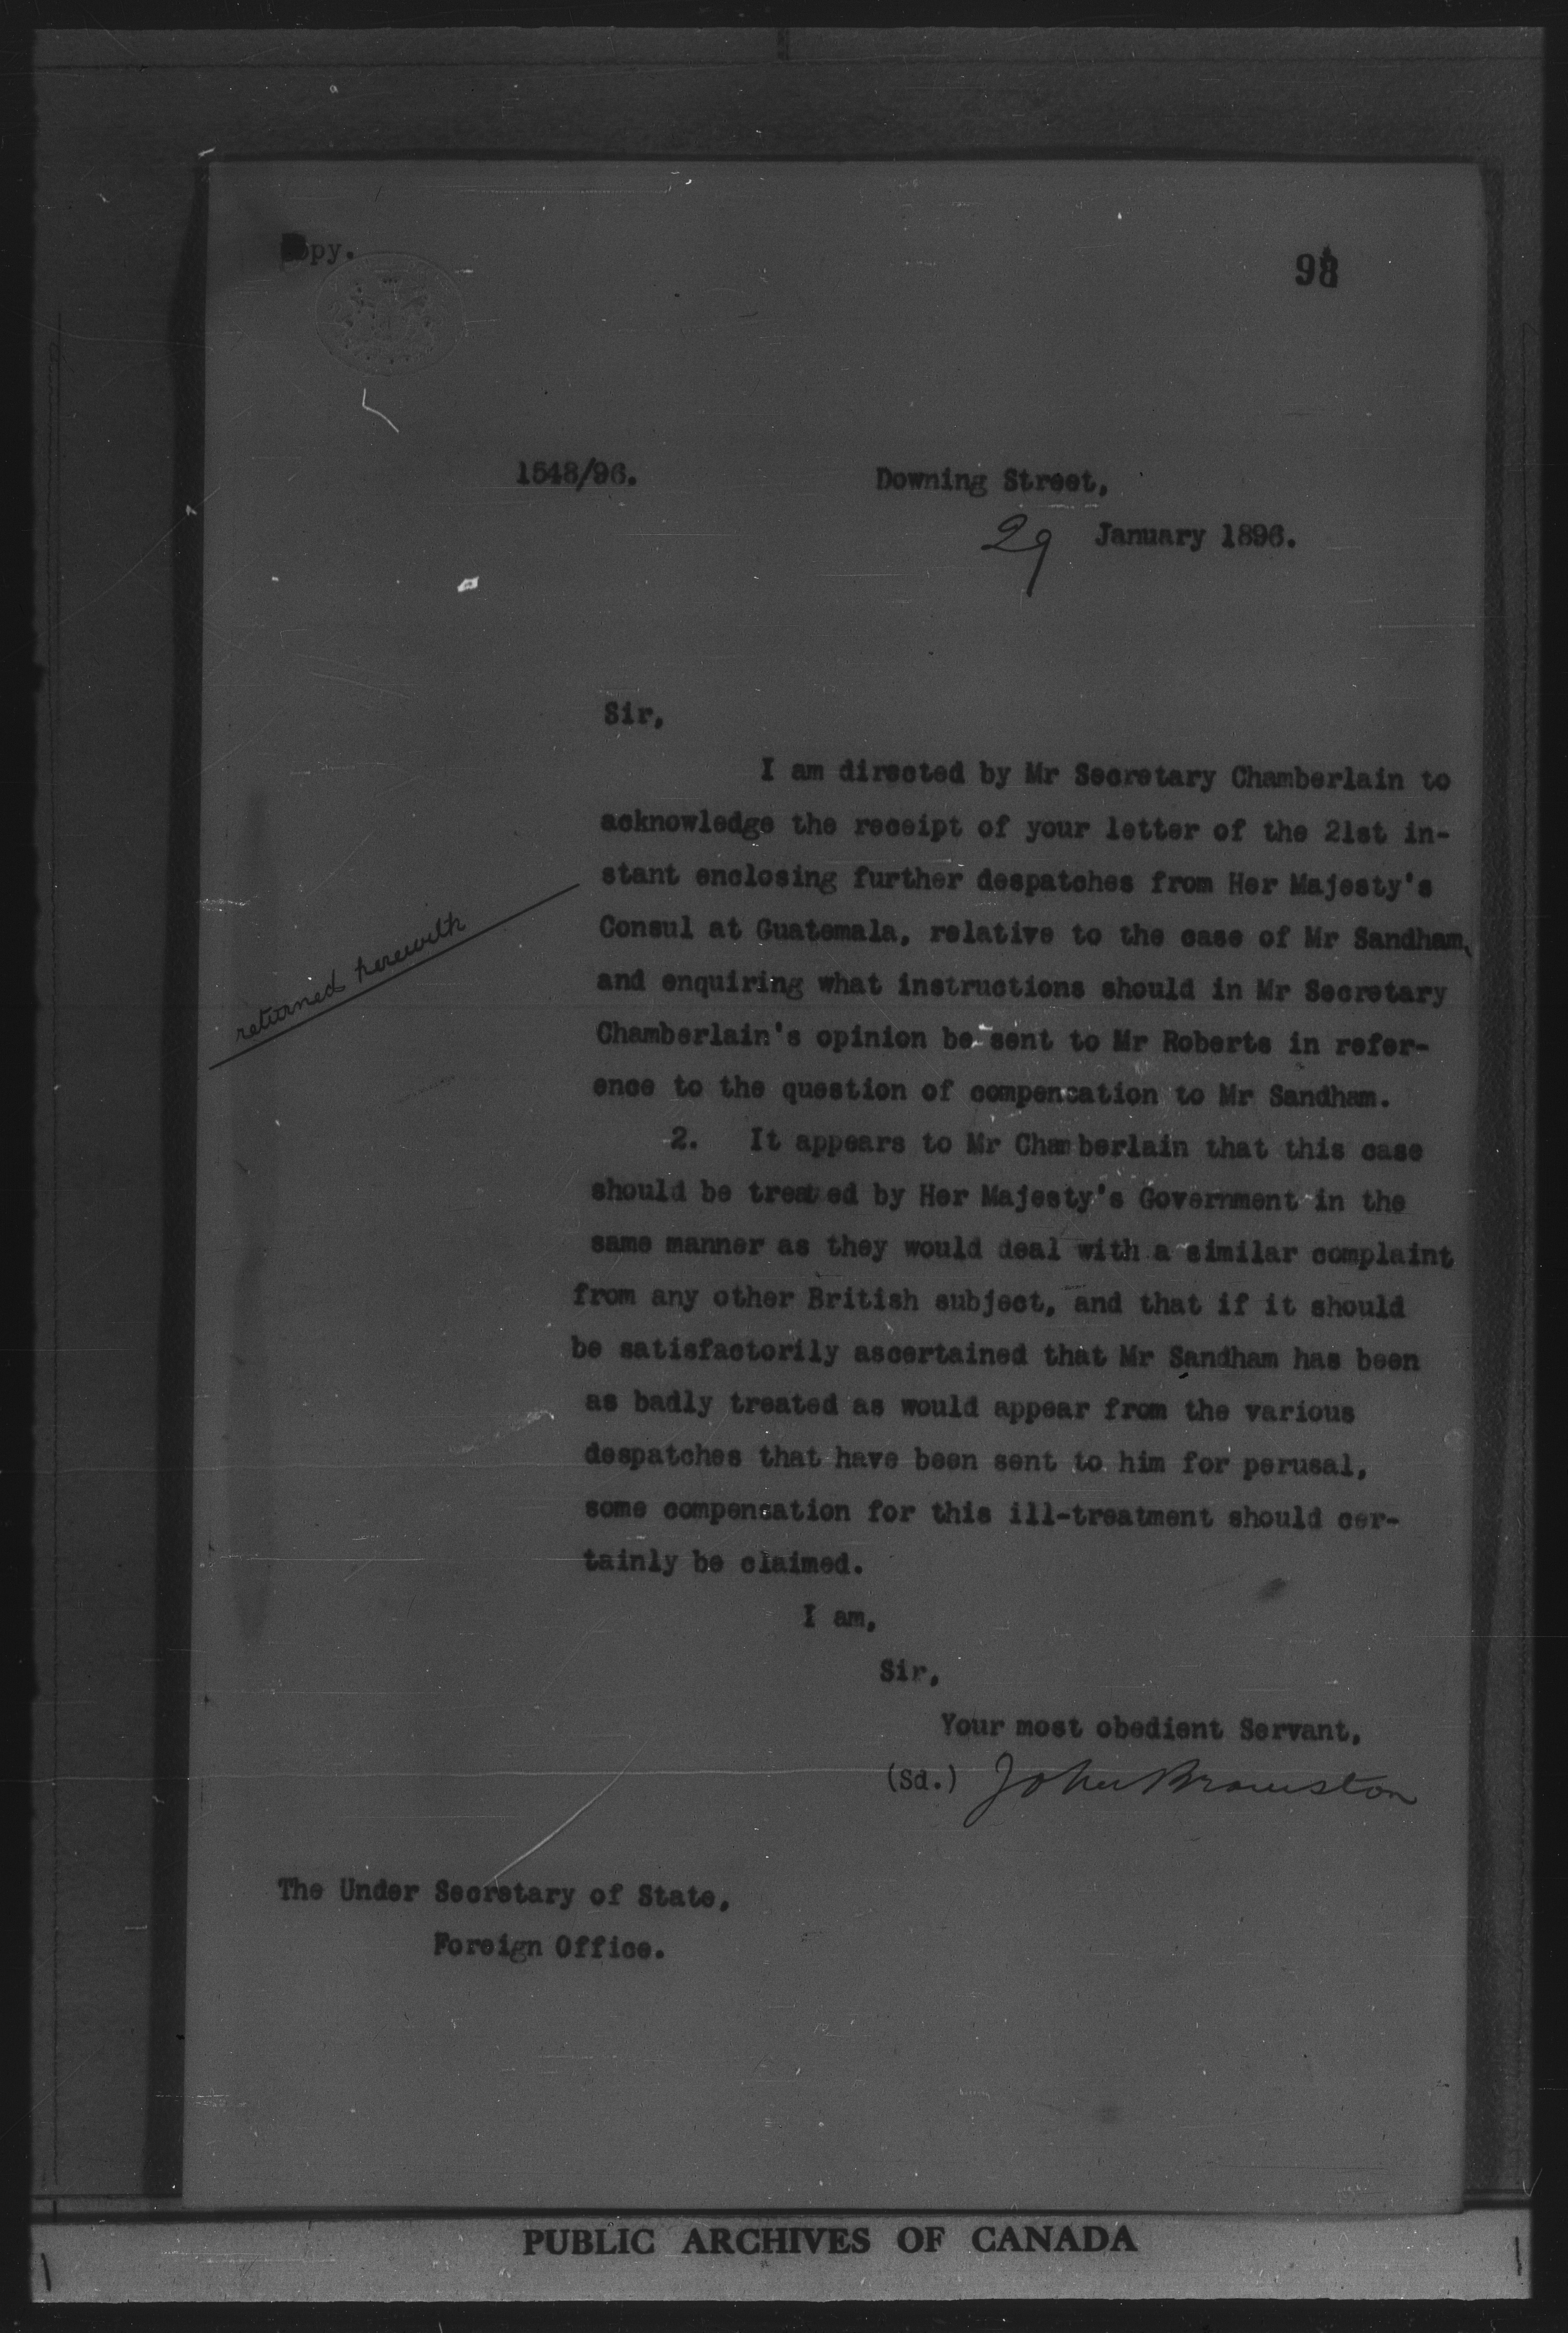 Copy.
98
1548/96.
Downing Street,
29 January 1896.
Sir,
I am directed by Mr Secretary Chamberlain to
acknowledge the receipt of your letter of the 21st in-
stant enclosing further despatches from Her Majesty's
Consul at Guatemala, relative to the case of Mr Sandham,
and enquiring what instructions should in Mr Secretary
Chamberlain's opinion be sent to Mr Roberts in refer-
ence to the question of compensation to Mr Sandham.
returned herewith
2. It appears to Mr Chamberlain that this case
should be treated by Her Majesty's Government in the
same manner as they would deal with a similar complaint
from any other British subject, and that if it should
be satisfactorily ascertained that Mr Sandham has been
as badly treated as would appear from the various
despatches that have been sent to him for perusal,
some compensation for this ill-treatment should cer-
tainly be claimed.
I am,
Sir,
Your most obedient Servant,
(Sd.) John Bramston
The Under Secretary of State,
Foreign Office.
PUBLIC ARCHIVES OF CANADA